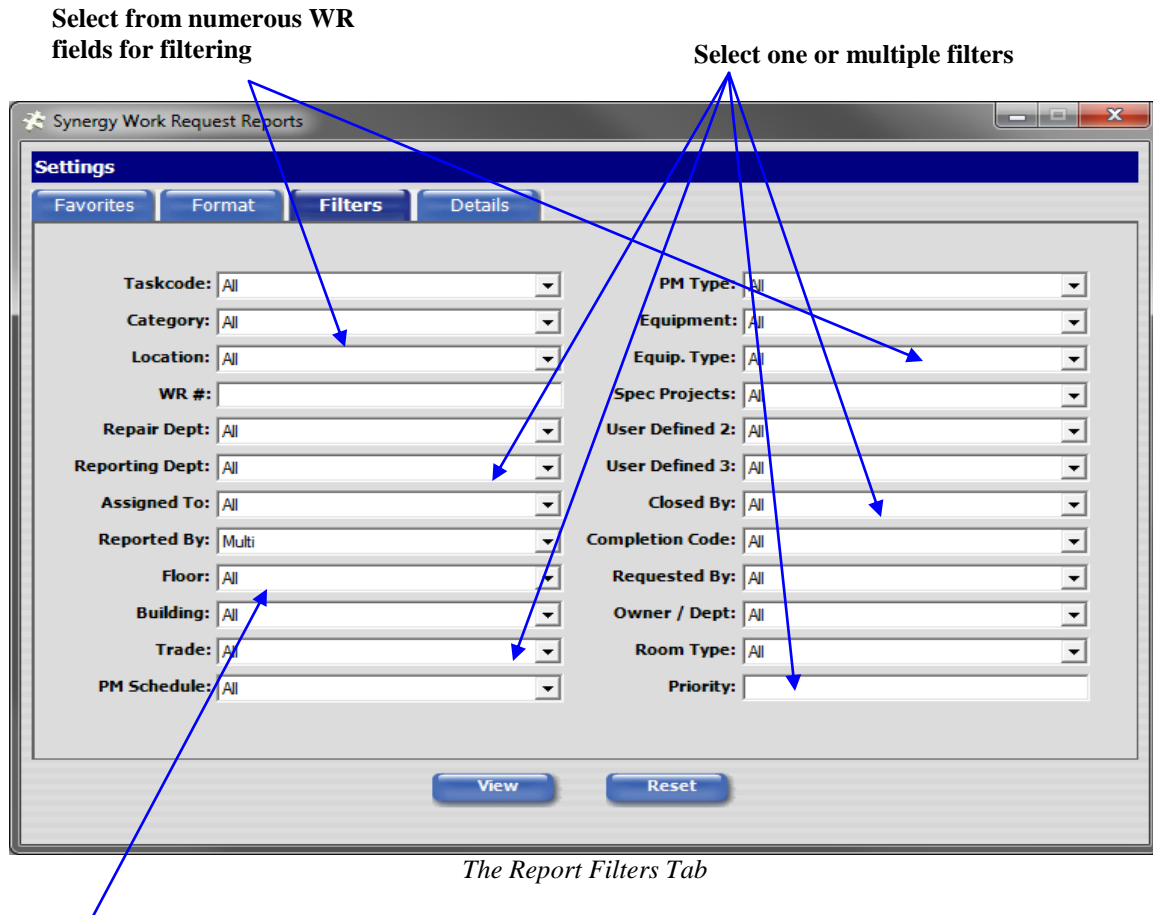 Select from numerous WR
fields for filtering
Select one or multiple filters
Synergy Work Request Reports
Settings
Favorites Format Filters Details
Taskcode: All PM Type: All
Category: All Equipment: All
Location: All Equip. Type: All
WR #: Spec Projects: All
Repair Dept: All User Defined 2: All
Reporting Dept: All User Defined 3: All
Assigned To: All Closed By: All
Reported By: Multi Completion Code: All
Floor: All Requested By: All
Building: All Owner / Dept: All
Trade: All Room Type: All
PM Schedule: All Priority:
View Reset
The Report Filters Tab